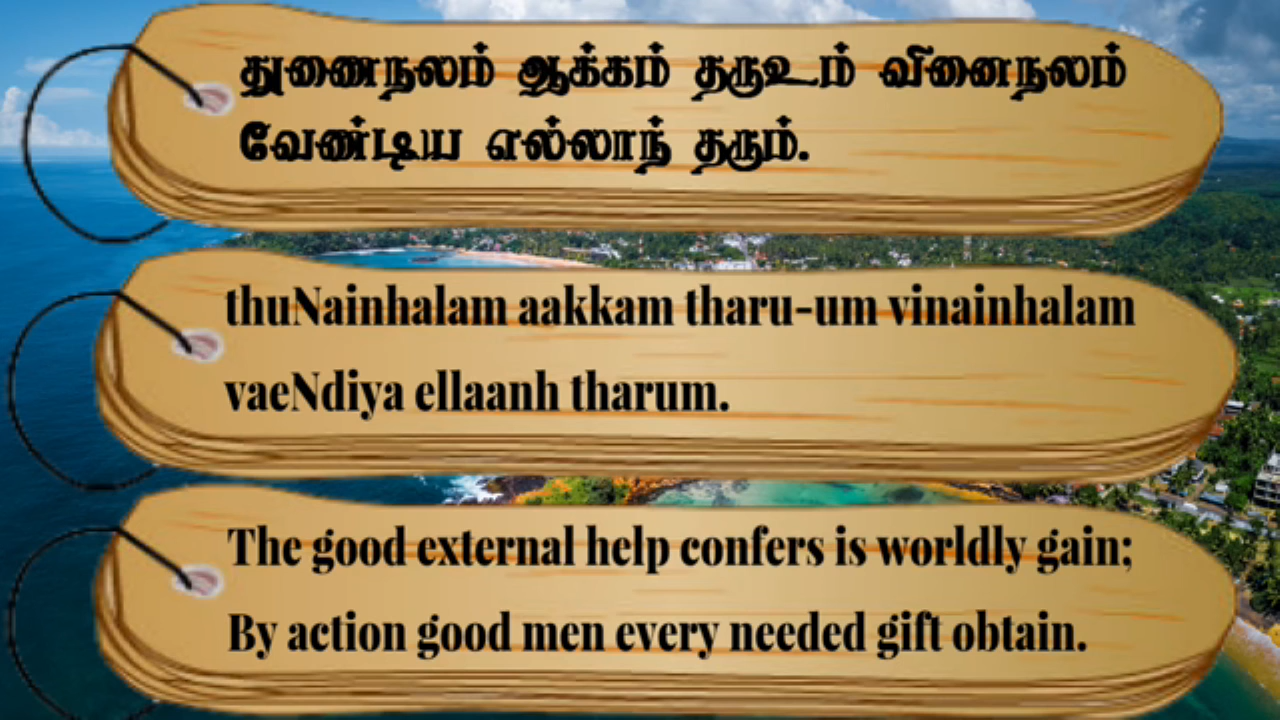 துணைநலம் ஆக்கம் தரூஉம் வினைநலம்
வேண்டிய எல்லாந் தரும்.
thuNainhalam aakkam tharu-um vinainhalam
vaeNdiya ellaanh tharum.
The good external help confers is worldly gain;
By action good men every needed gift obtain.